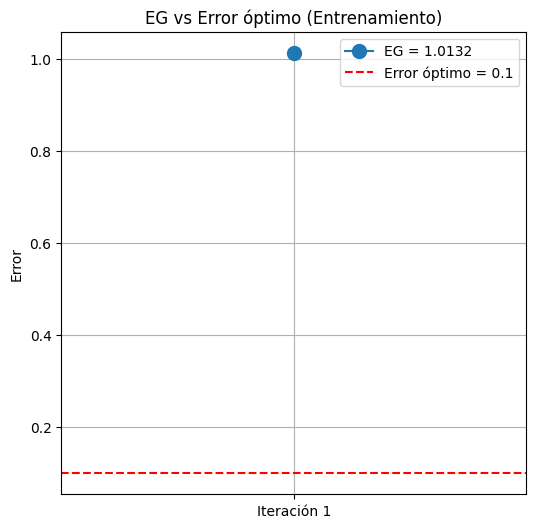 EG vs Error óptimo (Entrenamiento)
EG = 1.0132
Error óptimo = 0.1
1.0
0.8
0.6
0.4
0.2
Error
Iteración 1